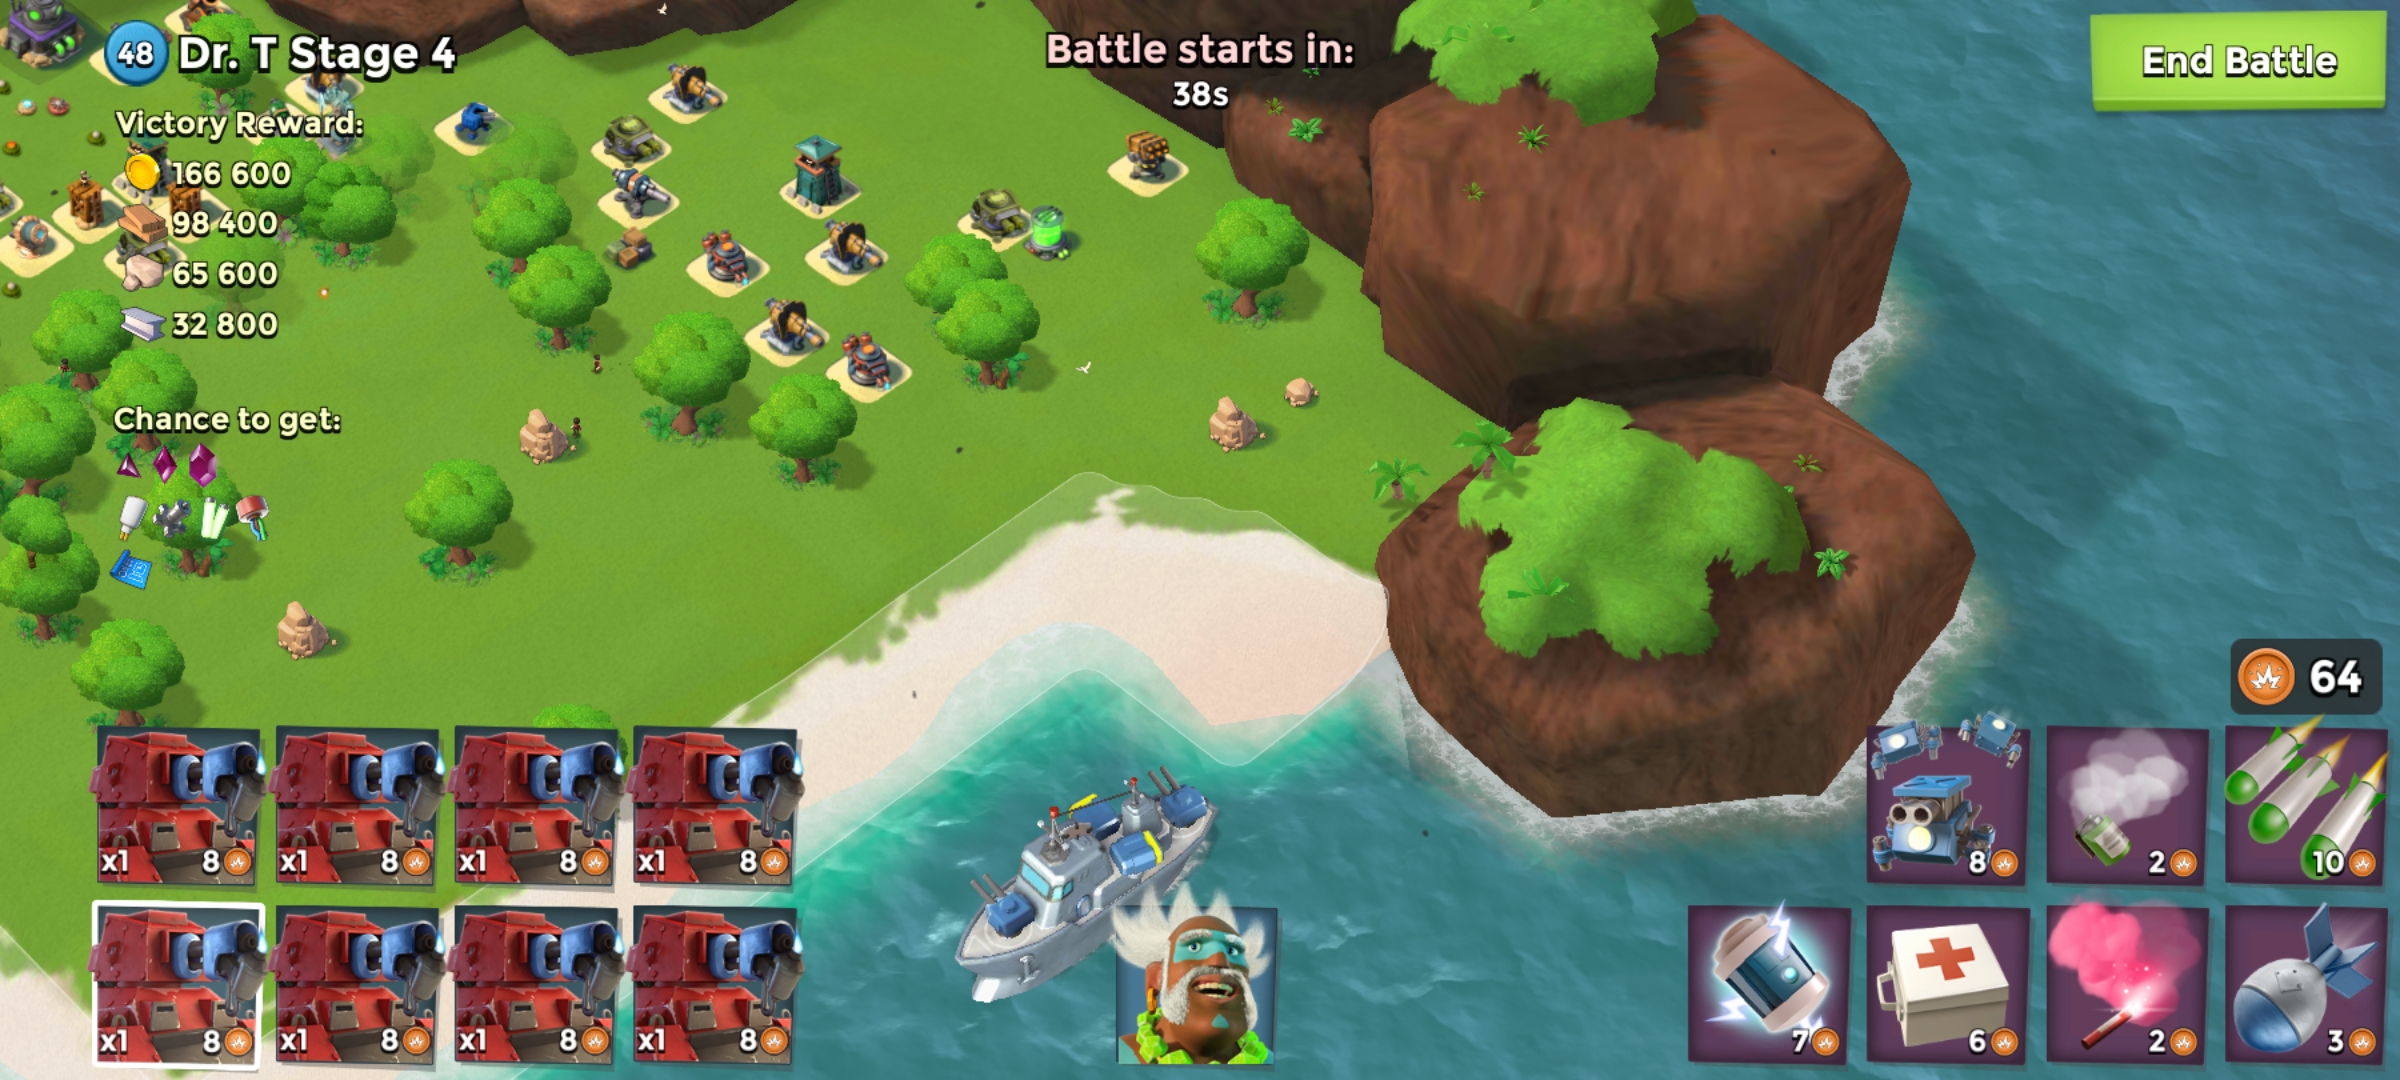 48 Dr. T Stage 4
Battle starts in:
38s
End Battle
Victory Reward:
166 600
98 400
65 600
32 800
Chance to get:
64
x1 8
x1 8
x1 8
x1 8
8
2
10
x1 8
x1 8
x1 8
x1 8
7
6
2
3